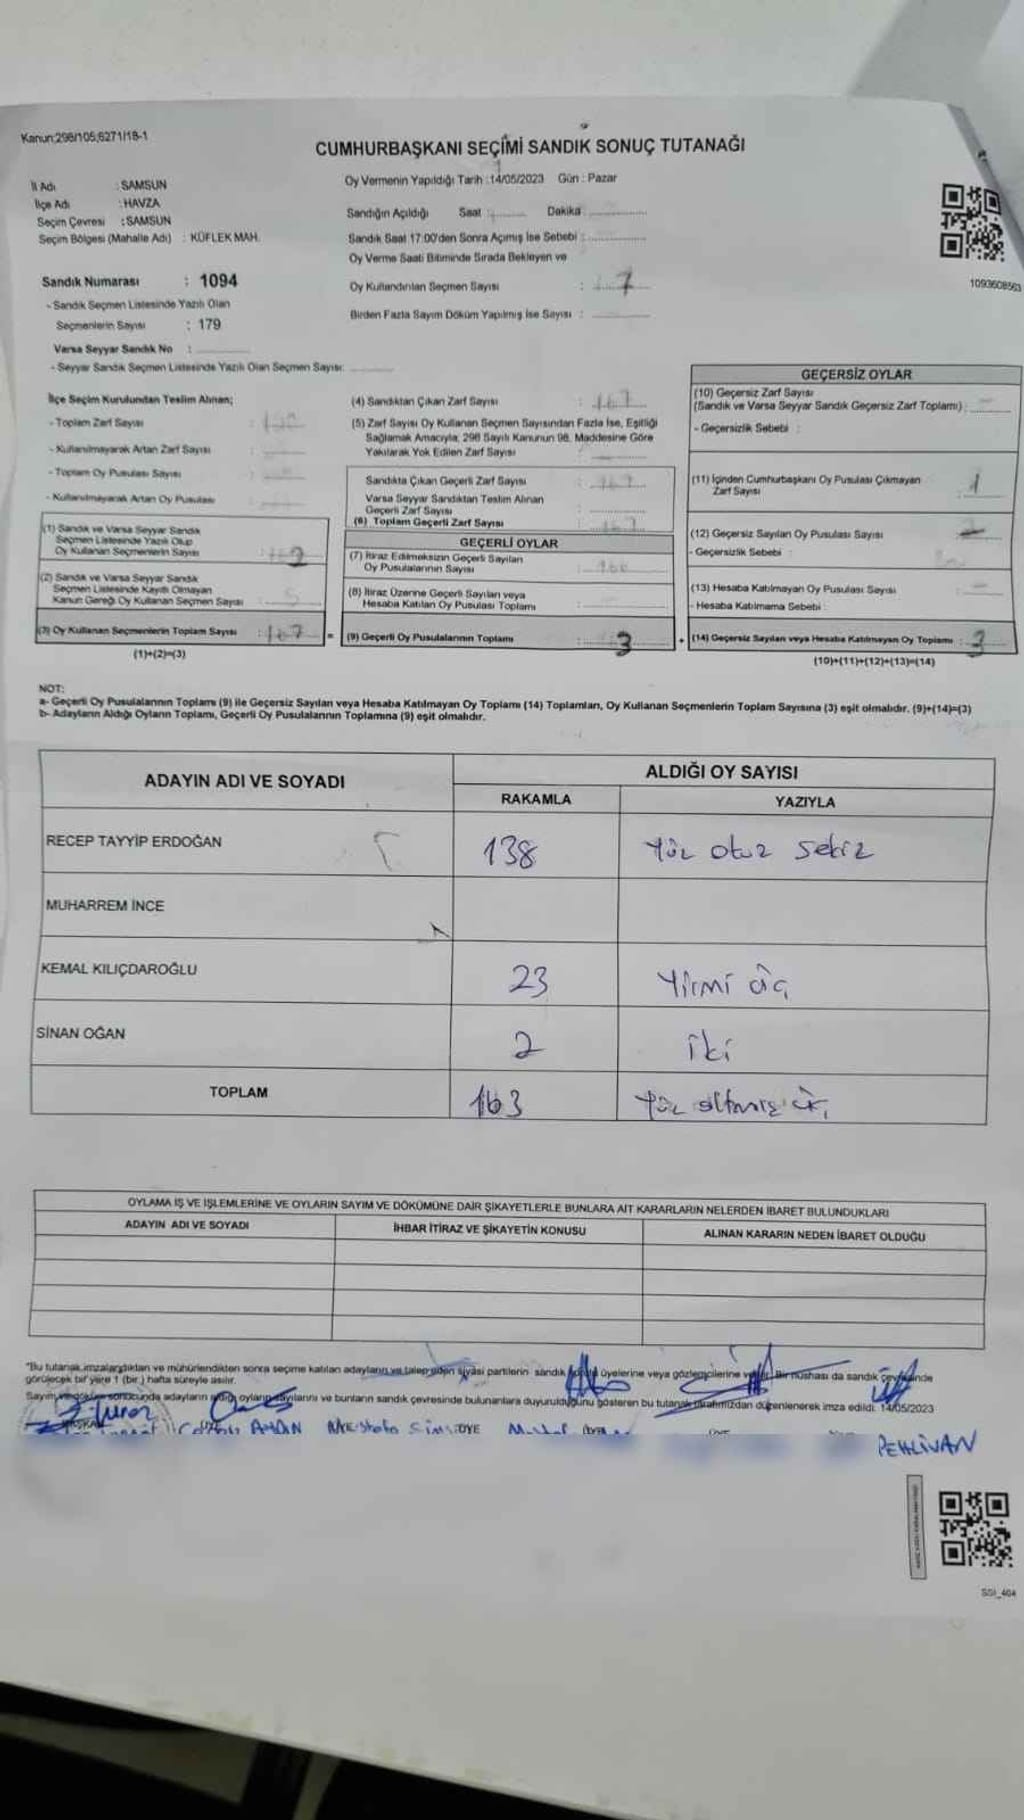 Kanun:298/105;6271/18-1
CUMHURBAŞKANI SEÇİMİ SANDIK SONUÇ TUTANAĞI
İl Adı : SAMSUN
İlçe Adı : HAVZA
Seçim Çevresi : SAMSUN
Seçim Bölgesi (Mahalle Adı) : KÜFLEK MAH.
Oy Vermenin Yapıldığı Tarih : 14/05/2023 Gün : Pazar
Sandığın Açıldığı Saat : Dakika :
Sandık Saat 17:00'den Sonra Açımış İse Sebebi :
Oy Verme Saati Bitiminde Sırada Bekleyen ve
Oy Kullandırılan Seçmen Sayısı : 7
Birden Fazla Sayım Döküm Yapılmış İse Sayısı :
1093608563
Sandık Numarası : 1094
- Sandık Seçmen Listesinde Yazılı Olan
Seçmenlerin Sayısı : 179
Varsa Seyyar Sandık No :
- Seyyar Sandık Seçmen Listesinde Yazılı Olan Seçmen Sayısı:
İlçe Seçim Kurulundan Teslim Alınan;
- Toplam Zarf Sayısı :
- Kullanılmayarak Artan Zarf Sayısı :
- Toplam Oy Pusulası Sayısı :
- Kullanılmayarak Artan Oy Pusulası :
(1) Sandık ve Varsa Seyyar Sandık
Seçmen Listesinde Yazılı Olup
Oy Kullanan Seçmenlerin Sayısı :
(2) Sandık ve Varsa Seyyar Sandık
Seçmen Listesinde Kayıtlı Olmayan
Kanun Gereği Oy Kullanan Seçmen Sayısı : 5
(3) Oy Kullanan Seçmenlerin Toplam Sayısı : 167 =
(1)+(2)=(3)
(4) Sandıktan Çıkan Zarf Sayısı : 167
(5) Zarf Sayısı Oy Kullanan Seçmen Sayısından Fazla İse, Eşitliği
Sağlamak Amacıyla, 298 Sayılı Kanunun 98. Maddesine Göre
Yakılarak Yok Edilen Zarf Sayısı :
Sandıkta Çıkan Geçerli Zarf Sayısı : 167
Varsa Seyyar Sandıktan Teslim Alınan
Geçerli Zarf Sayısı :
(6) Toplam Geçerli Zarf Sayısı : 167
GEÇERLİ OYLAR
(7) İtiraz Edilmeksizin Geçerli Sayılan
Oy Pusulalarının Sayısı : 166
(8) İtiraz Üzerine Geçerli Sayılan veya
Hesaba Katılan Oy Pusulası Toplamı :
(9) Geçerli Oy Pusulalarının Toplamı : 3 +
GEÇERSİZ OYLAR
(10) Geçersiz Zarf Sayısı
(Sandık ve Varsa Seyyar Sandık Geçersiz Zarf Toplamı) :
- Geçersizlik Sebebi :
(11) İçinden Cumhurbaşkanı Oy Pusulası Çıkmayan
Zarf Sayısı : 1
(12) Geçersiz Sayılan Oy Pusulası Sayısı :
- Geçersizlik Sebebi :
(13) Hesaba Katılmayan Oy Pusulası Sayısı :
- Hesaba Katılmama Sebebi :
(14) Geçersiz Sayılan veya Hesaba Katılmayan Oy Toplamı : 3
(10)+(11)+(12)+(13)=(14)
NOT:
a- Geçerli Oy Pusulalarının Toplamı (9) ile Geçersiz Sayılan veya Hesaba Katılmayan Oy Toplamı (14) Toplamları, Oy Kullanan Seçmenlerin Toplam Sayısına (3) eşit olmalıdır. (9)+(14)=(3)
b- Adayların Aldığı Oyların Toplamı, Geçerli Oy Pusulalarının Toplamına (9) eşit olmalıdır.
ADAYIN ADI VE SOYADI
ALDIĞI OY SAYISI
RAKAMLA YAZIYLA
RECEP TAYYİP ERDOĞAN 138 Yüz otuz sekiz
MUHARREM İNCE
KEMAL KILIÇDAROĞLU 23 Yirmi üç
SİNAN OĞAN 2 iki
TOPLAM 163 Yüz altmış üç
OYLAMA İŞ VE İŞLEMLERİNE VE OYLARIN SAYIM VE DÖKÜMÜNE DAİR ŞİKAYETLERLE BUNLARA AİT KARARLARIN NELERDEN İBARET BULUNDUKLARI
ADAYIN ADI VE SOYADI İHBAR İTİRAZ VE ŞİKAYETİN KONUSU ALINAN KARARIN NEDEN İBARET OLDUĞU
"Bu tutanak imzalandıktan ve mühürlendikten sonra seçime katılan adayların ve talep eden siyasi partilerin sandık kurulu üyelerine veya gözlemcilerine verilir. Bir nüshası da sandık çevresinde
görülecek bir yere 1 (bir) hafta süreyle asılır.
Sayım ve döküm sonucunda adayların aldığı oyların sayılarını ve bunların sandık çevresinde bulunanlara duyurulduğunu gösteren bu tutanak tarafımızdan düzenlenerek imza edildi. 14/05/2023
ÜYE
PEHLİVAN
SSI_404